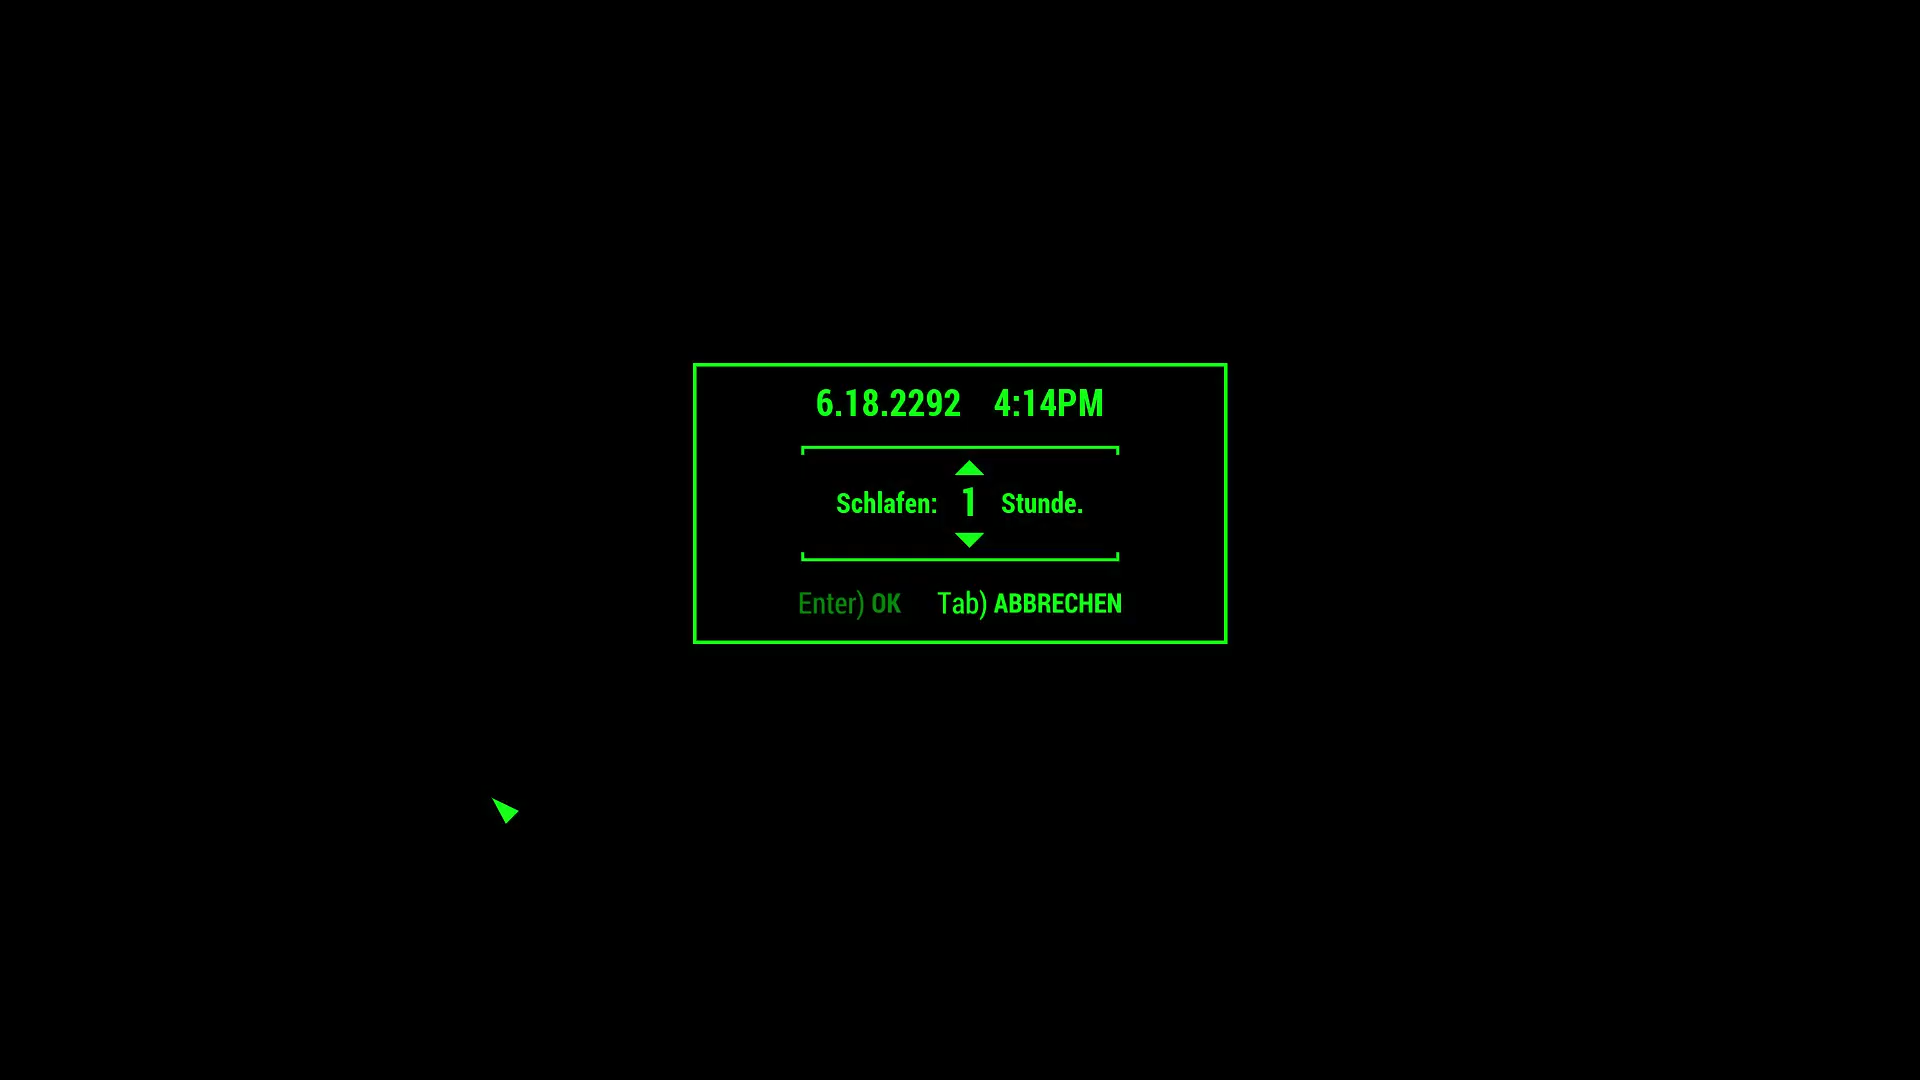 6.18.2292 4:14PM
Schlafen: 1 Stunde.
Enter) OK Tab) ABBRECHEN